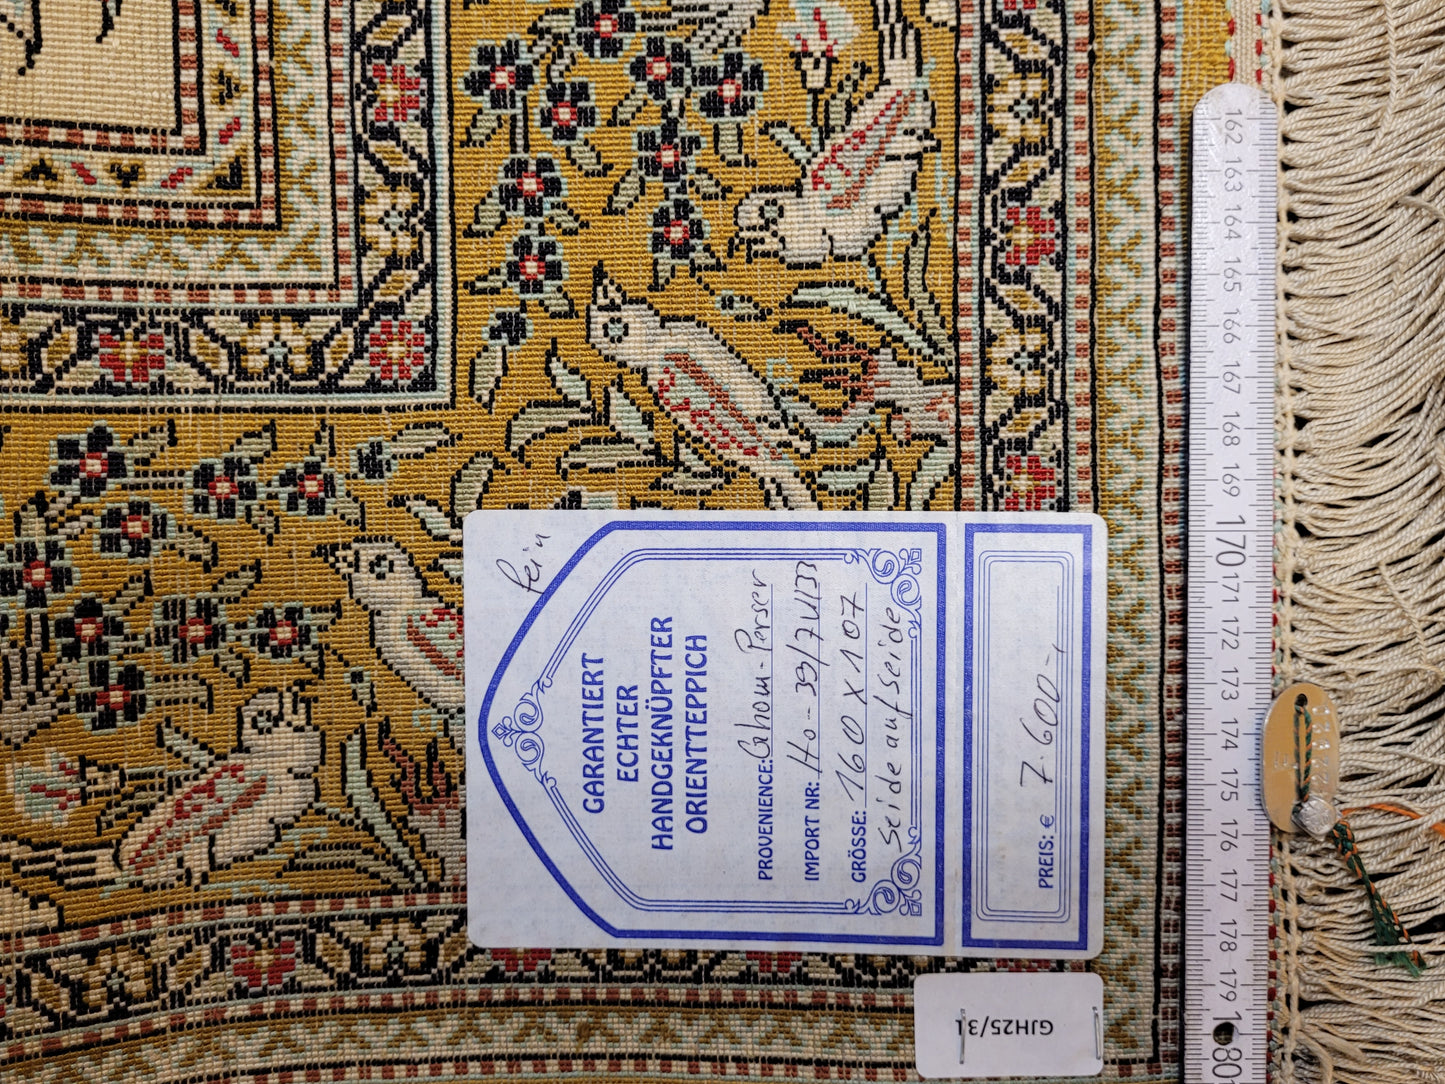 fein
GARANTIERT
ECHTER
HANDGEKNÜPFTER
ORIENTTEPPICH
PROVENIENCE: Ghom-Perser
IMPORT NR: Ho-39/7
GRÖSSE: 160 x 107
Seide auf Seide
PREIS: € 7.600-,
GJH25/31
162 163 164 165 166 167 168 169 170 171 172 173 174 175 176 177 178 179 180